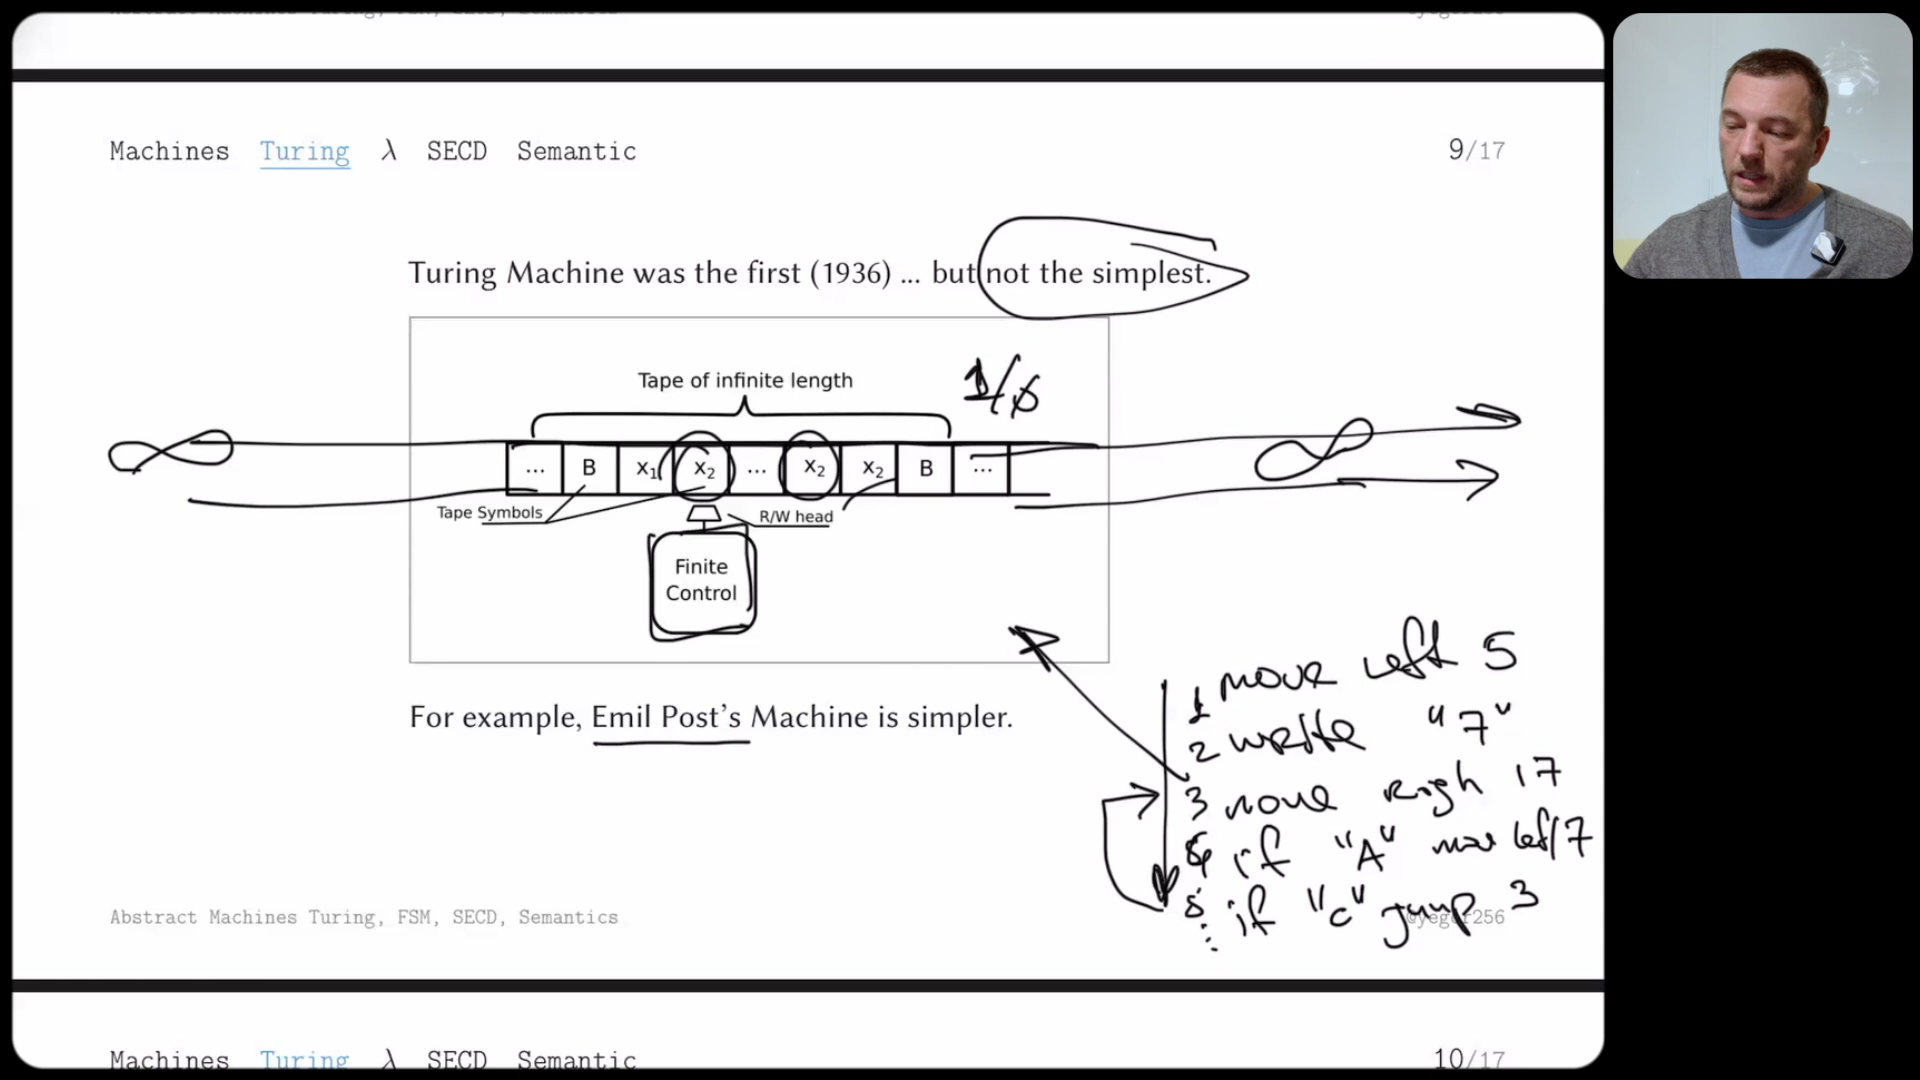 Machines Turing λ SECD Semantic 9/17
Turing Machine was the first (1936) ... but not the simplest.
1/0
Tape of infinite length
∞ ∞
... B x₁ x₂ ... x₂ x₂ B ...
Tape Symbols R/W head
Finite
Control
For example, Emil Post's Machine is simpler.
1 move left 5
2 write "7"
3 move righ 17
4 if "A" move left 7
5 if "c" jump 3
Abstract Machines Turing, FSM, SECD, Semantics @yegor256
Machines Turing λ SECD Semantic 10/17